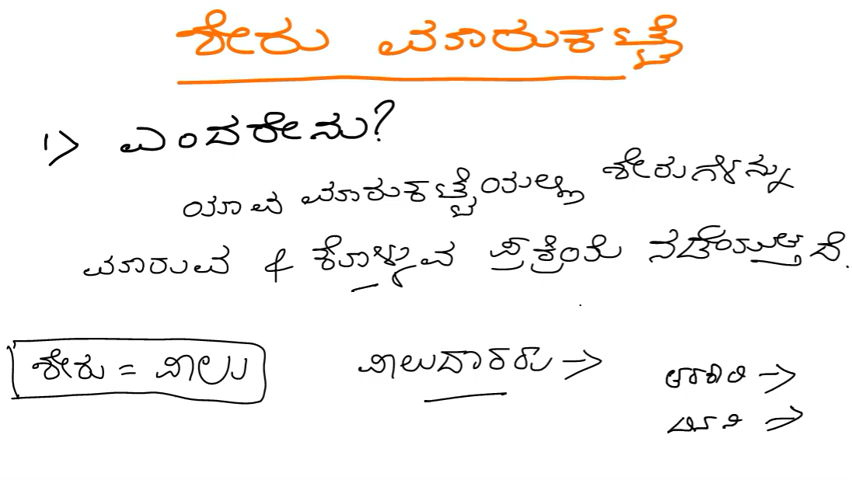 ಶೇರು ಮಾರುಕಟ್ಟೆ
1> ಎಂದರೇನು?
ಯಾವ ಮಾರುಕಟ್ಟೆಯಲ್ಲಿ ಶೇರುಗಳನ್ನು
ಮಾರುವ & ಕೊಳ್ಳುವ ಪ್ರಕ್ರಿಯೆ ನಡೆಯುತ್ತದೆ.
ಶೇರು = ಪಾಲು
ಪಾಲುದಾರರು →
→
→